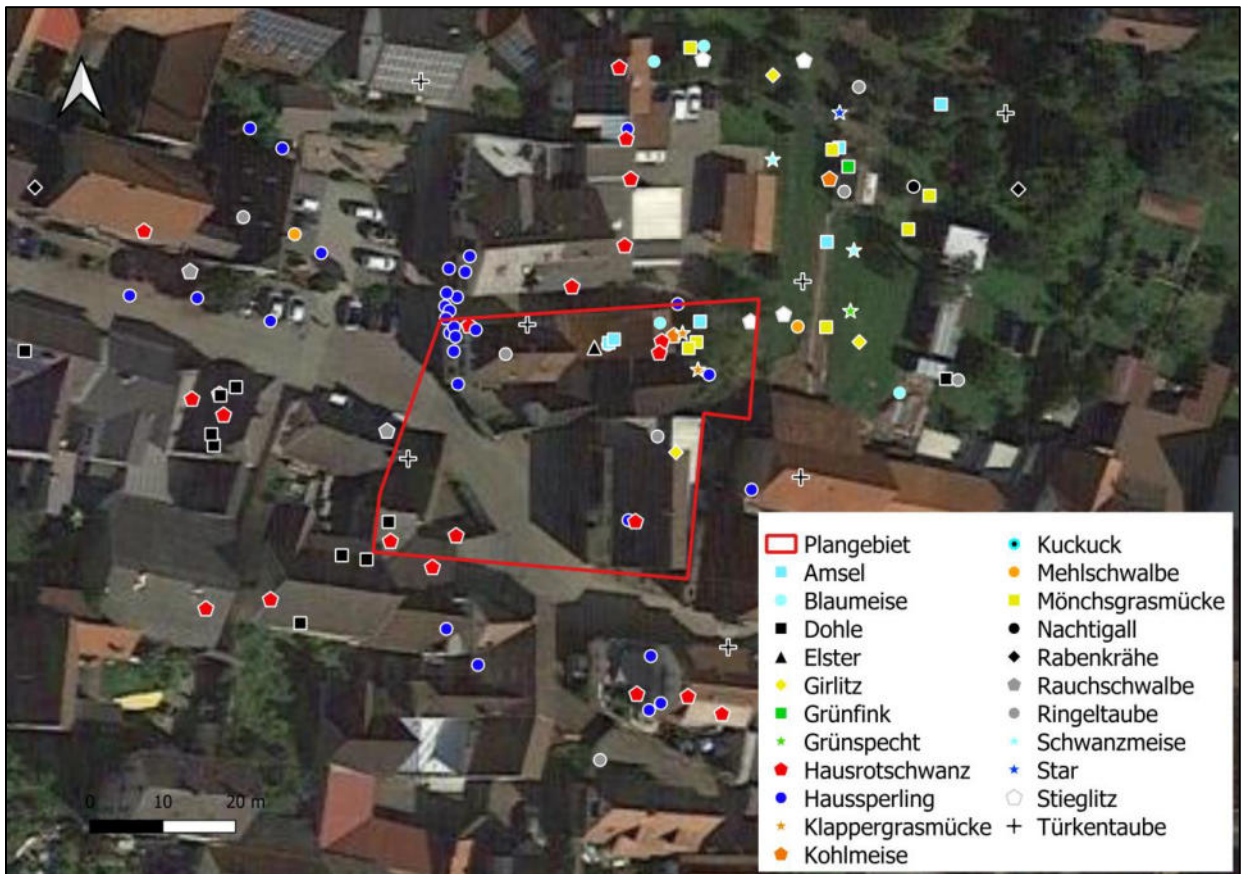 Plangebiet
Amsel
Blaumeise
Dohle
Elster
Girlitz
Grünfink
Grünspecht
Hausrotschwanz
Haussperling
Klappergrasmücke
Kohlmeise
Kuckuck
Mehlschwalbe
Mönchsgrasmücke
Nachtigall
Rabenkrähe
Rauchschwalbe
Ringeltaube
Schwanzmeise
Star
Stieglitz
Türkentaube
0 10 20 m